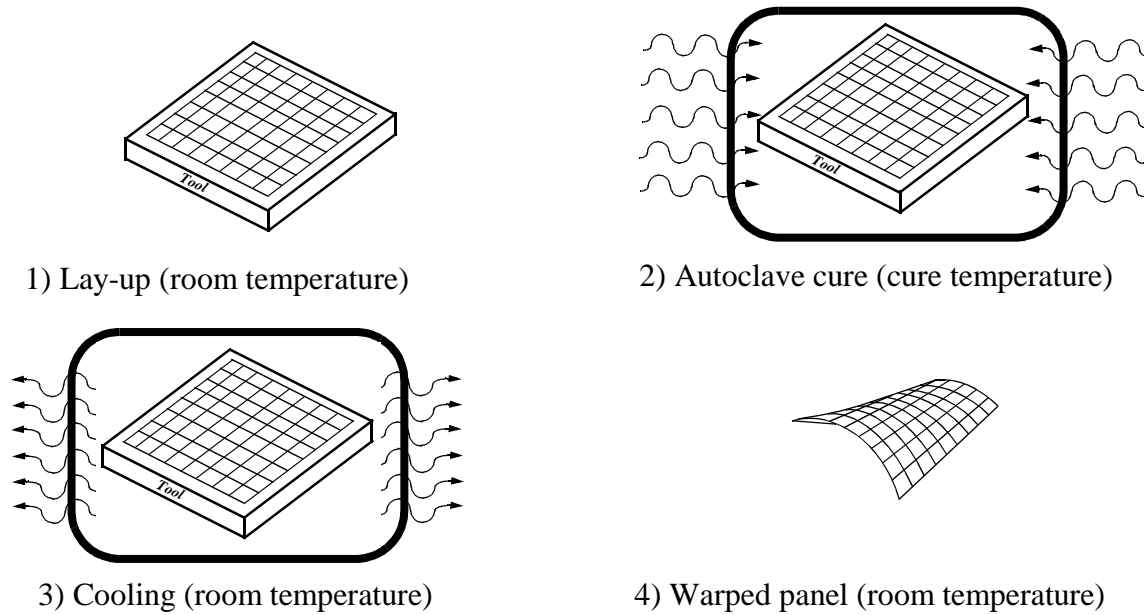 Tool
Tool
1) Lay-up (room temperature)
2) Autoclave cure (cure temperature)
Tool
3) Cooling (room temperature)
4) Warped panel (room temperature)